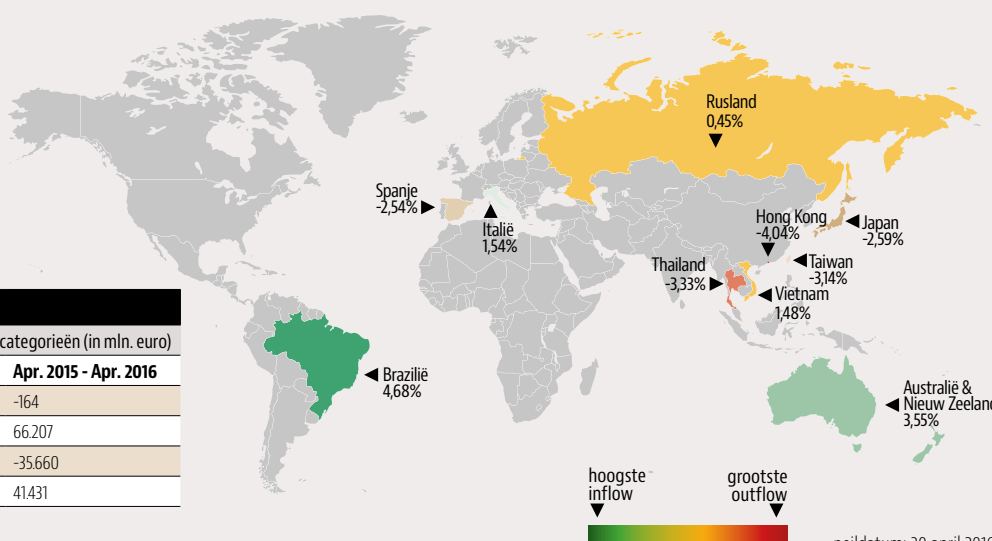 Rusland
0,45%
Spanje
-2,54%
Italië
1,54%
Hong Kong
-4,04%
Japan
-2,59%
Thailand
-3,33%
Taiwan
-3,14%
Vietnam
1,48%
categorieën (in mln. euro)
Apr. 2015 - Apr. 2016
-164
66.207
-35.660
41.431
Brazilië
4,68%
Australië &
Nieuw Zeeland
3,55%
hoogste
inflow
grootste
outflow